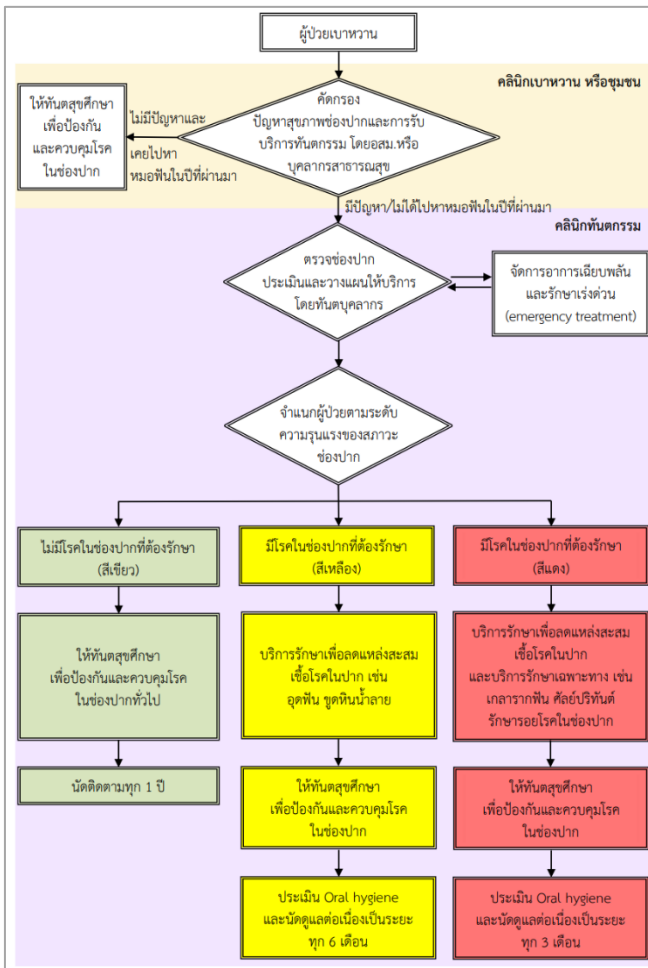 ผู้ป่วยเบาหวาน
คลินิกเบาหวาน หรือชุมชน
คัดกรอง
ปัญหาสุขภาพช่องปากและการรับ
บริการทันตกรรม โดยอสม.หรือ
บุคลากรสาธารณสุข
ไม่มีปัญหาและ
เคยไปหา
หมอฟันในปีที่ผ่านมา
ให้ทันตสุขศึกษา
เพื่อป้องกัน
และควบคุมโรค
ในช่องปาก
มีปัญหา/ไม่ได้ไปหาหมอฟันในปีที่ผ่านมา
คลินิกทันตกรรม
ตรวจช่องปาก
ประเมินและวางแผนให้บริการ
โดยทันตบุคลากร
จัดการอาการเฉียบพลัน
และรักษาเร่งด่วน
(emergency treatment)
จำแนกผู้ป่วยตามระดับ
ความรุนแรงของสภาวะ
ช่องปาก
ไม่มีโรคในช่องปากที่ต้องรักษา
(สีเขียว)
ให้ทันตสุขศึกษา
เพื่อป้องกันและควบคุมโรค
ในช่องปากทั่วไป
นัดติดตามทุก 1 ปี
มีโรคในช่องปากที่ต้องรักษา
(สีเหลือง)
บริการรักษาเพื่อลดแหล่งสะสม
เชื้อโรคในปาก เช่น
อุดฟัน ขูดหินน้ำลาย
ให้ทันตสุขศึกษา
เพื่อป้องกันและควบคุมโรค
ในช่องปาก
ประเมิน Oral hygiene
และนัดดูแลต่อเนื่องเป็นระยะ
ทุก 6 เดือน
มีโรคในช่องปากที่ต้องรักษา
(สีแดง)
บริการรักษาเพื่อลดแหล่งสะสม
เชื้อโรคในปาก
และบริการรักษาเฉพาะทาง เช่น
เกลารากฟัน ศัลย์ปริทันต์
รักษารอยโรคในช่องปาก
ให้ทันตสุขศึกษา
เพื่อป้องกันและควบคุมโรค
ในช่องปาก
ประเมิน Oral hygiene
และนัดดูแลต่อเนื่องเป็นระยะ
ทุก 3 เดือน